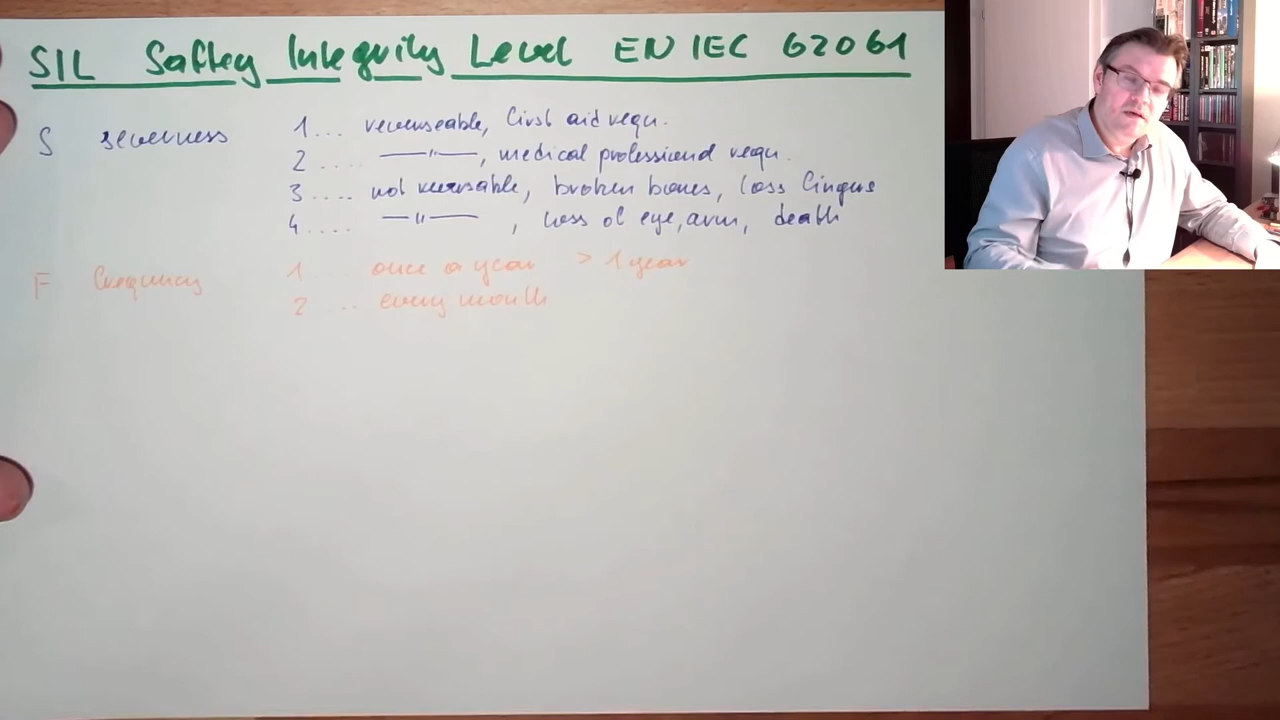 SIL Saftey Integrity Level EN IEC 62061
S severness 1... reverseable, first aid requ.
2.... —"—, medical professional requ.
3.... not reversable, broken bones, loss fingers
4.... —"—, loss of eye, arm, death
F frequency 1 once a year > 1 year
2 .. every month